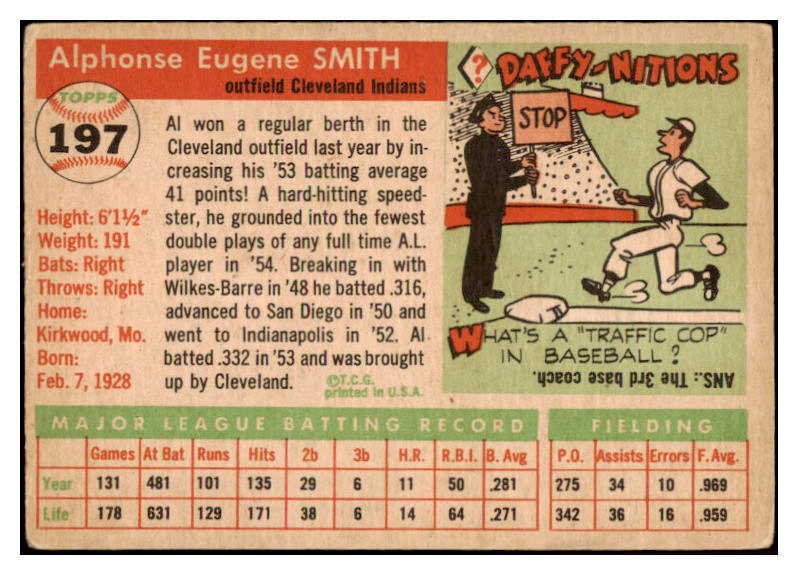 Alphonse Eugene SMITH
outfield Cleveland Indians
TOPPS
197
Height: 6'1½"
Weight: 191
Bats: Right
Throws: Right
Home:
Kirkwood, Mo.
Born:
Feb. 7, 1928
Al won a regular berth in the
Cleveland outfield last year by in-
creasing his '53 batting average
41 points! A hard-hitting speed-
ster, he grounded into the fewest
double plays of any full time A.L.
player in '54. Breaking in with
Wilkes-Barre in '48 he batted .316,
advanced to San Diego in '50 and
went to Indianapolis in '52. Al
batted .332 in '53 and was brought
up by Cleveland.
©T.C.G.
printed in U.S.A.
? DAFFY-NITIONS
STOP
WHAT'S A "TRAFFIC COP"
IN BASEBALL?
ANS.: The 3rd base coach.
MAJOR LEAGUE BATTING RECORD
Games At Bat Runs Hits 2b 3b H.R. R.B.I. B. Avg
Year 131 481 101 135 29 6 11 50 .281
Life 178 631 129 171 38 6 14 64 .271
FIELDING
P.O. Assists Errors F. Avg.
275 34 10 .969
342 36 16 .959